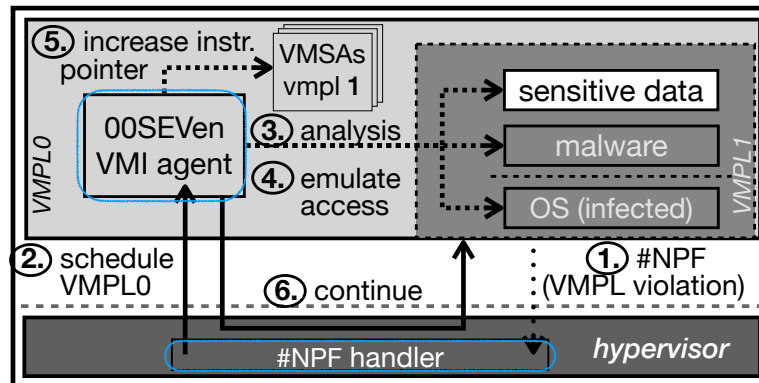 5. increase instr.
pointer
VMSAs
vmpl 1
VMPL0
00SEVen
VMI agent
3. analysis
4. emulate
access
sensitive data
malware
OS (infected)
VMPL1
2. schedule
VMPL0
1. #NPF
(VMPL violation)
6. continue
#NPF handler
hypervisor